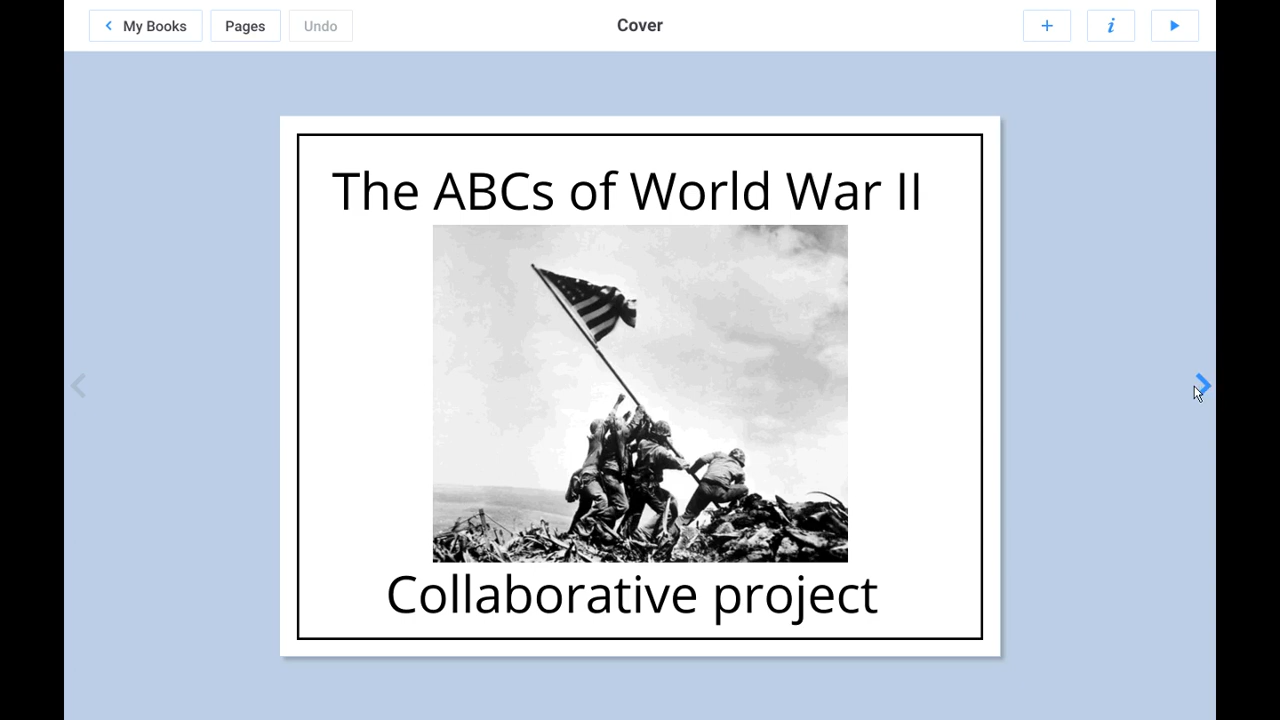 My Books
Pages
Undo
Cover
The ABCs of World War II
Collaborative project